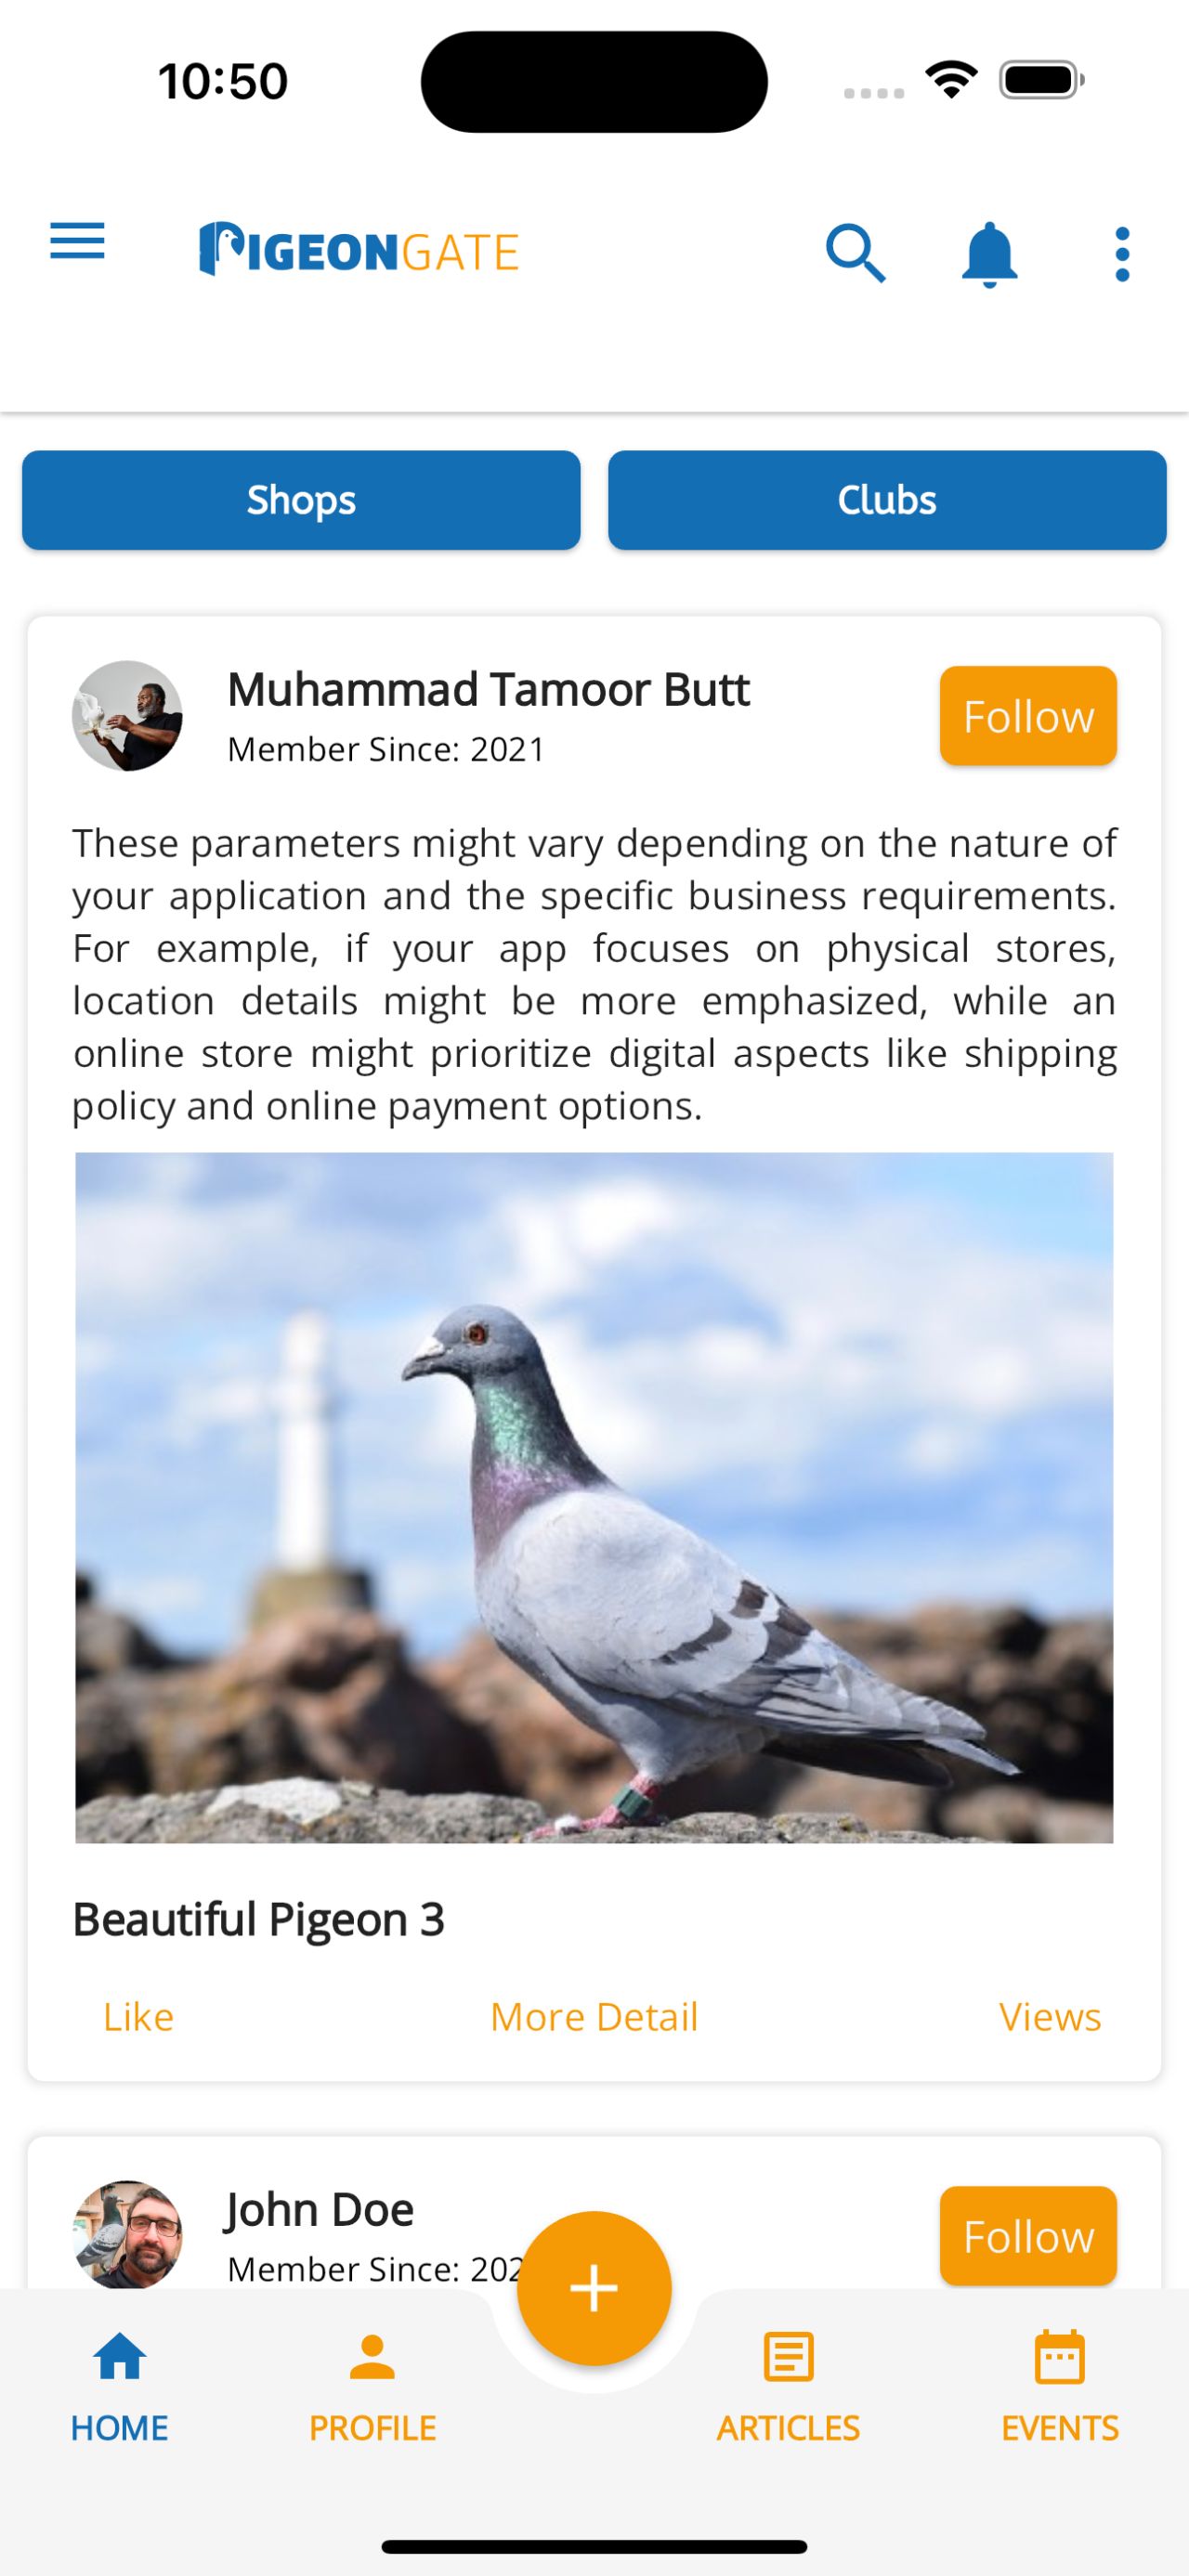 10:50
PIGEONGATE
Shops
Clubs
Muhammad Tamoor Butt
Follow
Member Since: 2021
These parameters might vary depending on the nature of
your application and the specific business requirements.
For example, if your app focuses on physical stores,
location details might be more emphasized, while an
online store might prioritize digital aspects like shipping
policy and online payment options.
Beautiful Pigeon 3
Like
More Detail
Views
John Doe
Follow
Member Since:
HOME
PROFILE
ARTICLES
EVENTS